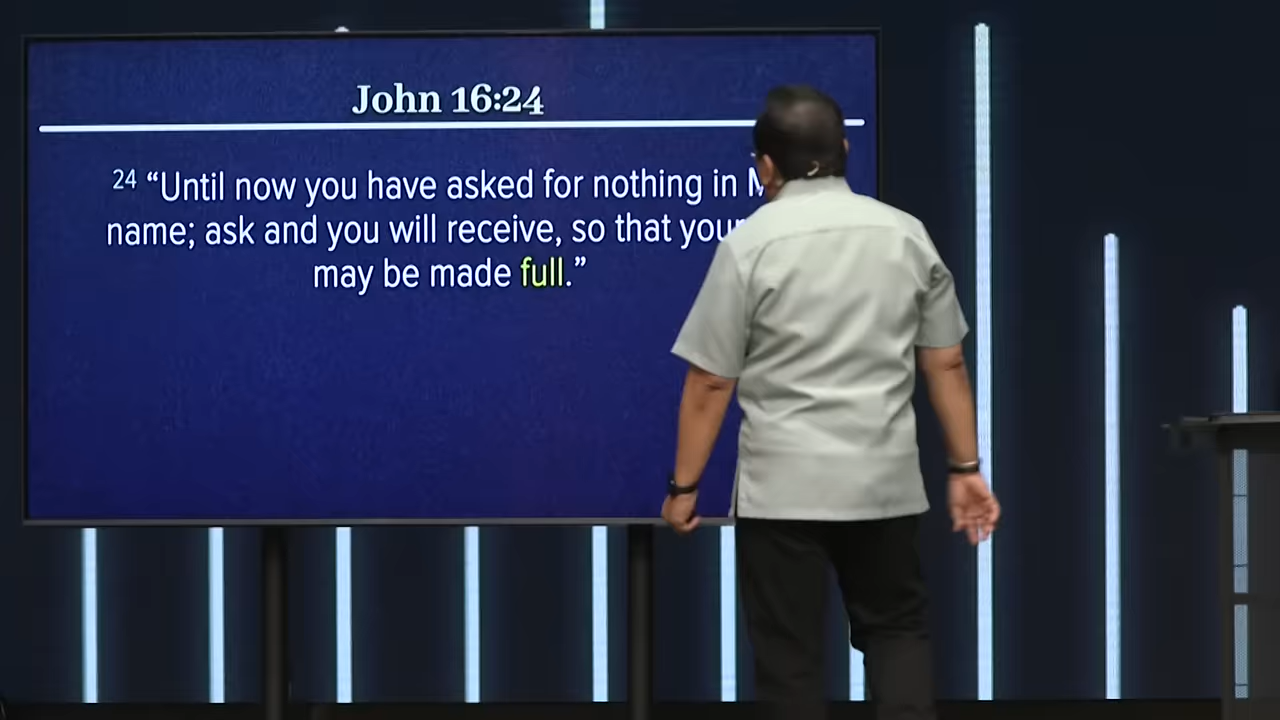 John 16:24
24 “Until now you have asked for nothing in
name; ask and you will receive, so that your
may be made full.”